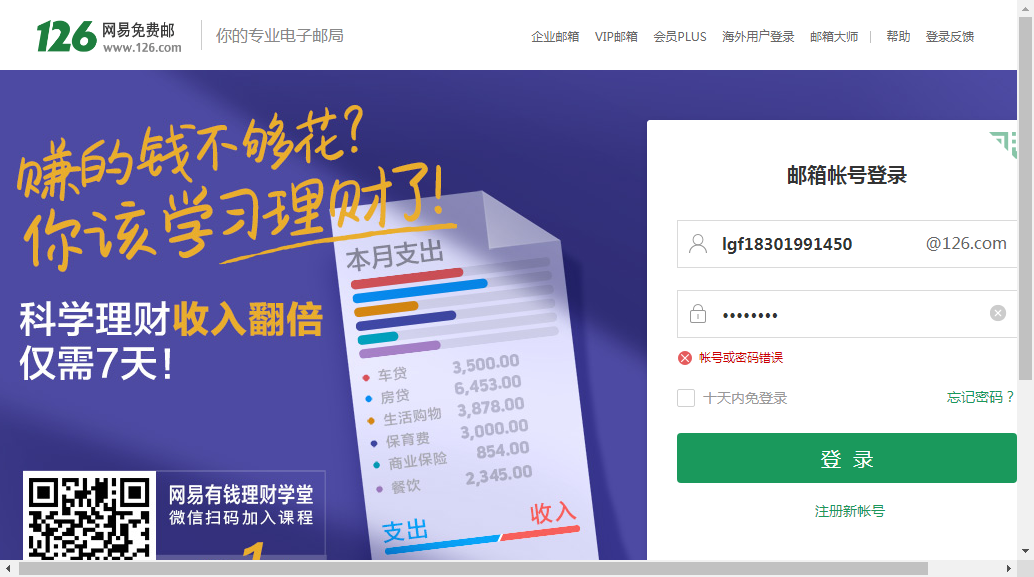 126 网易免费邮
www.126.com
你的专业电子邮局
企业邮箱 VIP邮箱 会员PLUS 海外用户登录 邮箱大师 | 帮助 登录反馈
赚的钱不够花?
你该学习理财了!
科学理财收入翻倍
仅需7天!
本月支出
车贷 3,500.00
房贷 6,453.00
生活购物 3,878.00
保育费 3,000.00
商业保险 854.00
餐饮 2,345.00
支出 收入
网易有钱理财学堂
微信扫码加入课程
邮箱帐号登录
lgf18301991450 @126.com
••••••••
帐号或密码错误
十天内免登录 忘记密码?
登 录
注册新帐号